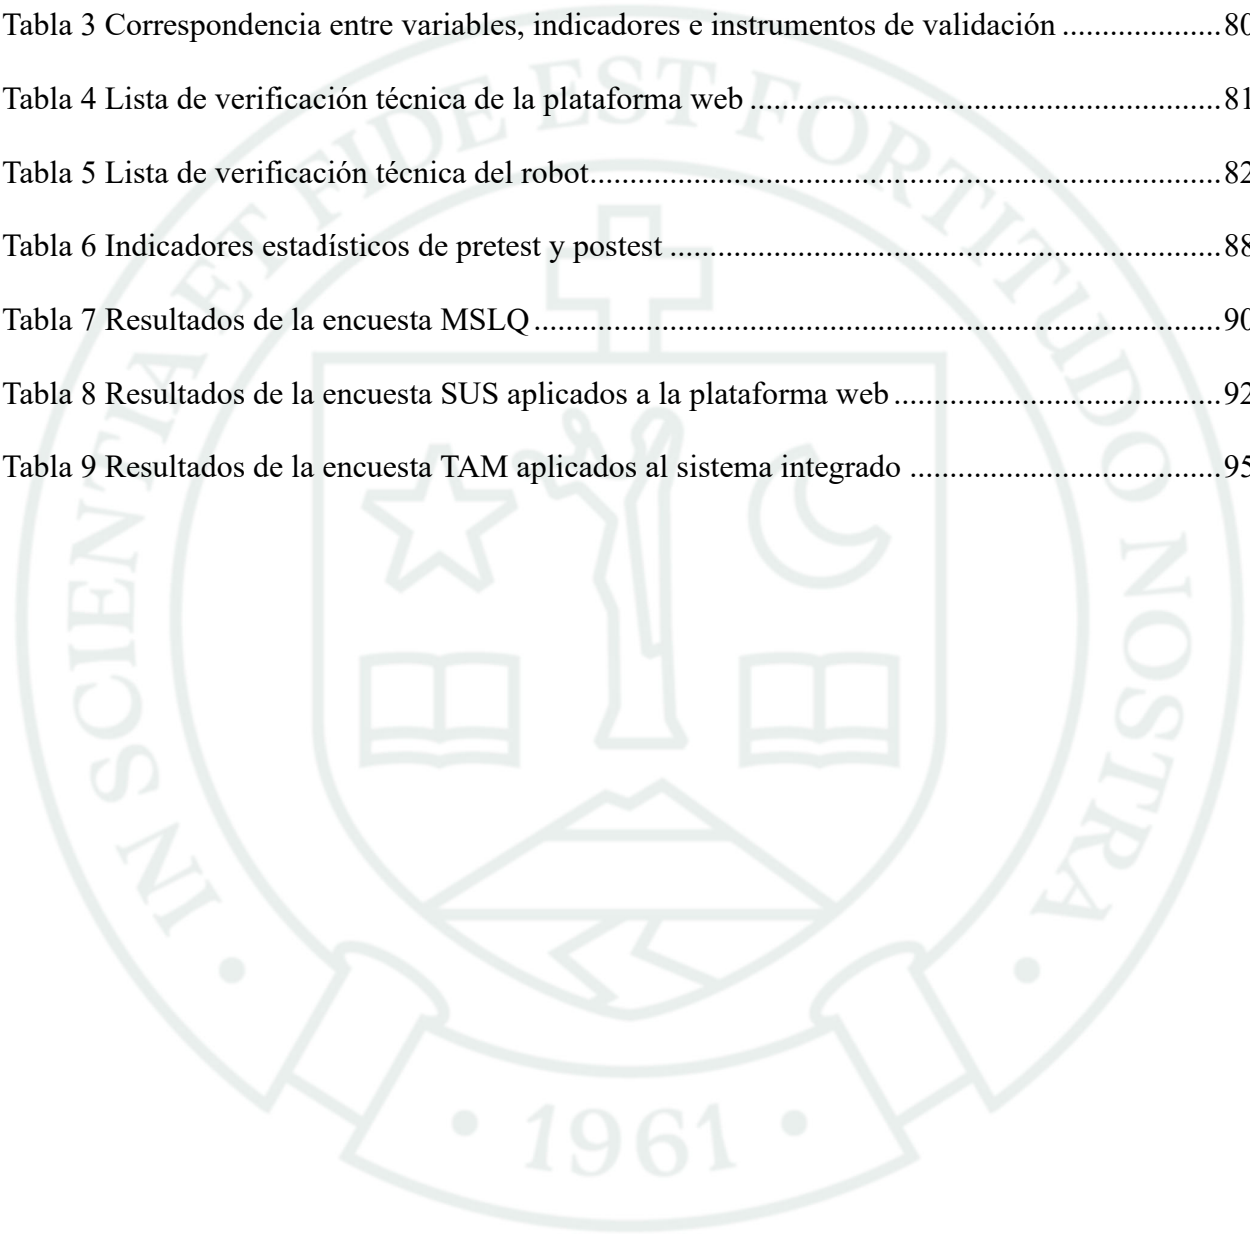 Tabla 3 Correspondencia entre variables, indicadores e instrumentos de validación ....................80
Tabla 4 Lista de verificación técnica de la plataforma web ..........................................................81
Tabla 5 Lista de verificación técnica del robot..............................................................................82
Tabla 6 Indicadores estadísticos de pretest y postest ....................................................................88
Tabla 7 Resultados de la encuesta MSLQ .....................................................................................90
Tabla 8 Resultados de la encuesta SUS aplicados a la plataforma web ........................................92
Tabla 9 Resultados de la encuesta TAM aplicados al sistema integrado ......................................95
IN SCIENTIA ET FIDE EST FORTITUDO NOSTRA
• 1961 •